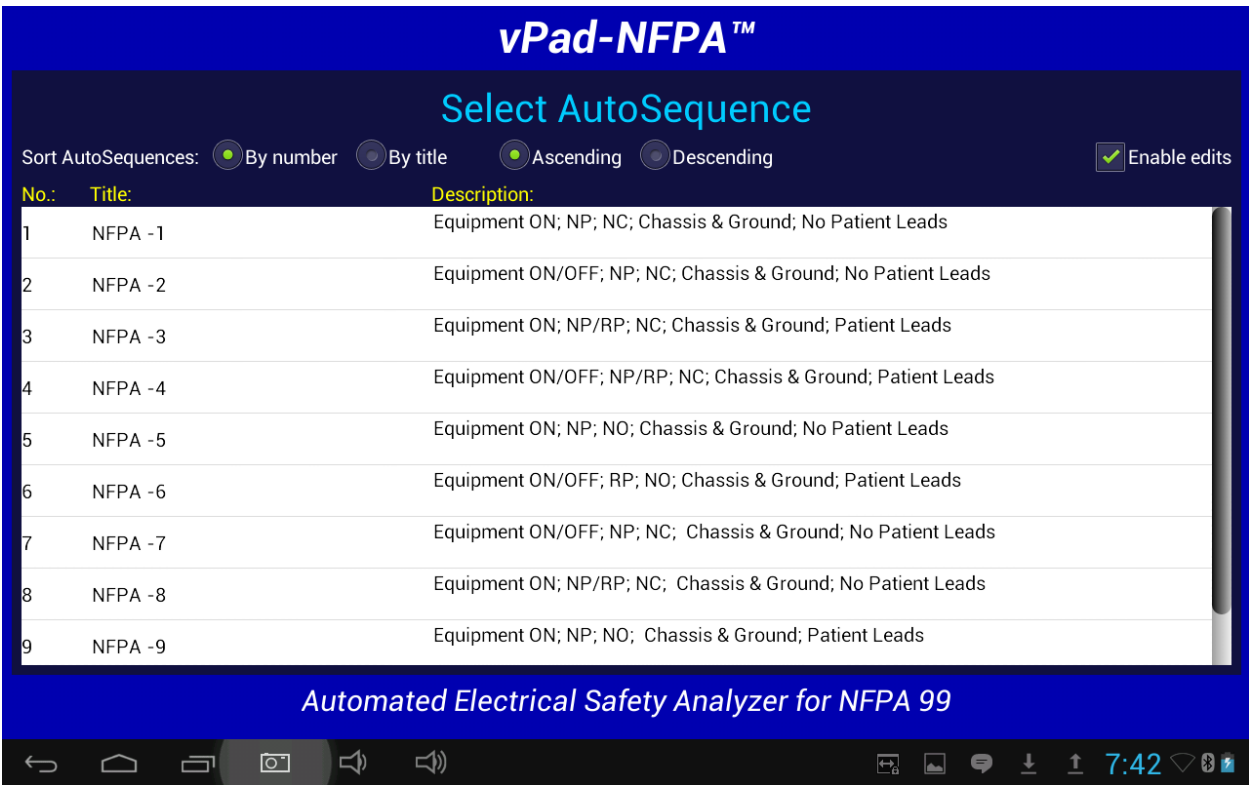 vPad-NFPA™
Select AutoSequence
Sort AutoSequences: By number By title Ascending Descending Enable edits
No.: Title: Description:
1 NFPA -1 Equipment ON; NP; NC; Chassis & Ground; No Patient Leads
2 NFPA -2 Equipment ON/OFF; NP; NC; Chassis & Ground; No Patient Leads
3 NFPA -3 Equipment ON; NP/RP; NC; Chassis & Ground; Patient Leads
4 NFPA -4 Equipment ON/OFF; NP/RP; NC; Chassis & Ground; Patient Leads
5 NFPA -5 Equipment ON; NP; NO; Chassis & Ground; No Patient Leads
6 NFPA -6 Equipment ON/OFF; RP; NO; Chassis & Ground; Patient Leads
7 NFPA -7 Equipment ON/OFF; NP; NC;  Chassis & Ground; No Patient Leads
8 NFPA -8 Equipment ON; NP/RP; NC;  Chassis & Ground; No Patient Leads
9 NFPA -9 Equipment ON; NP; NO;  Chassis & Ground; Patient Leads
Automated Electrical Safety Analyzer for NFPA 99
7:42